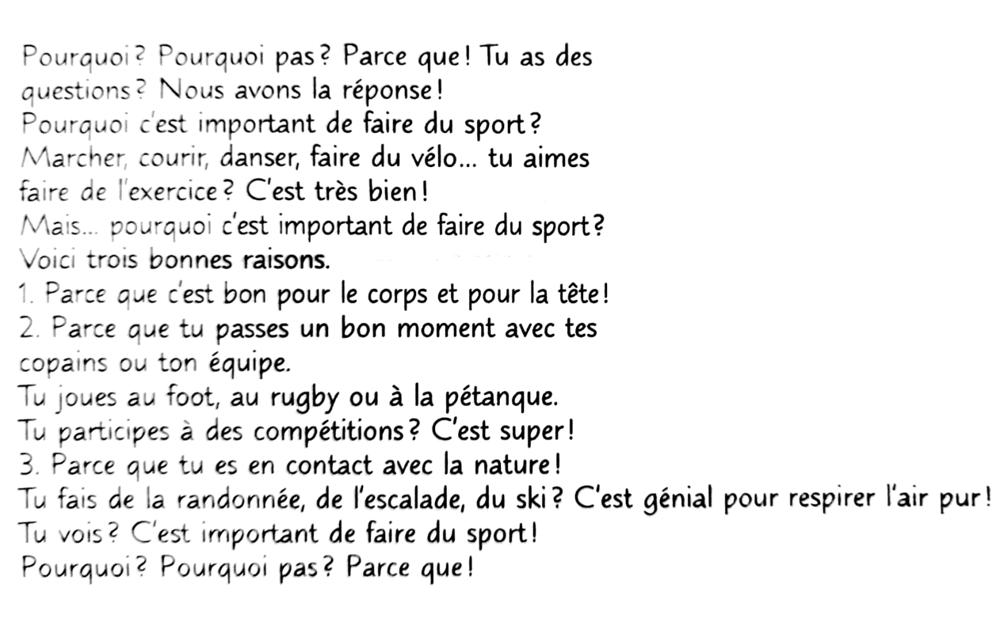 Pourquoi? Pourquoi pas? Parce que! Tu as des
questions? Nous avons la réponse!
Pourquoi c'est important de faire du sport?
Marcher, courir, danser, faire du vélo... tu aimes
faire de l'exercice? C'est très bien!
Mais... pourquoi c'est important de faire du sport?
Voici trois bonnes raisons.
1. Parce que c'est bon pour le corps et pour la tête!
2. Parce que tu passes un bon moment avec tes
copains ou ton équipe.
Tu joues au foot, au rugby ou à la pétanque.
Tu participes à des compétitions? C'est super!
3. Parce que tu es en contact avec la nature!
Tu fais de la randonnée, de l'escalade, du ski? C'est génial pour respirer l'air pur!
Tu vois? C'est important de faire du sport!
Pourquoi? Pourquoi pas? Parce que!